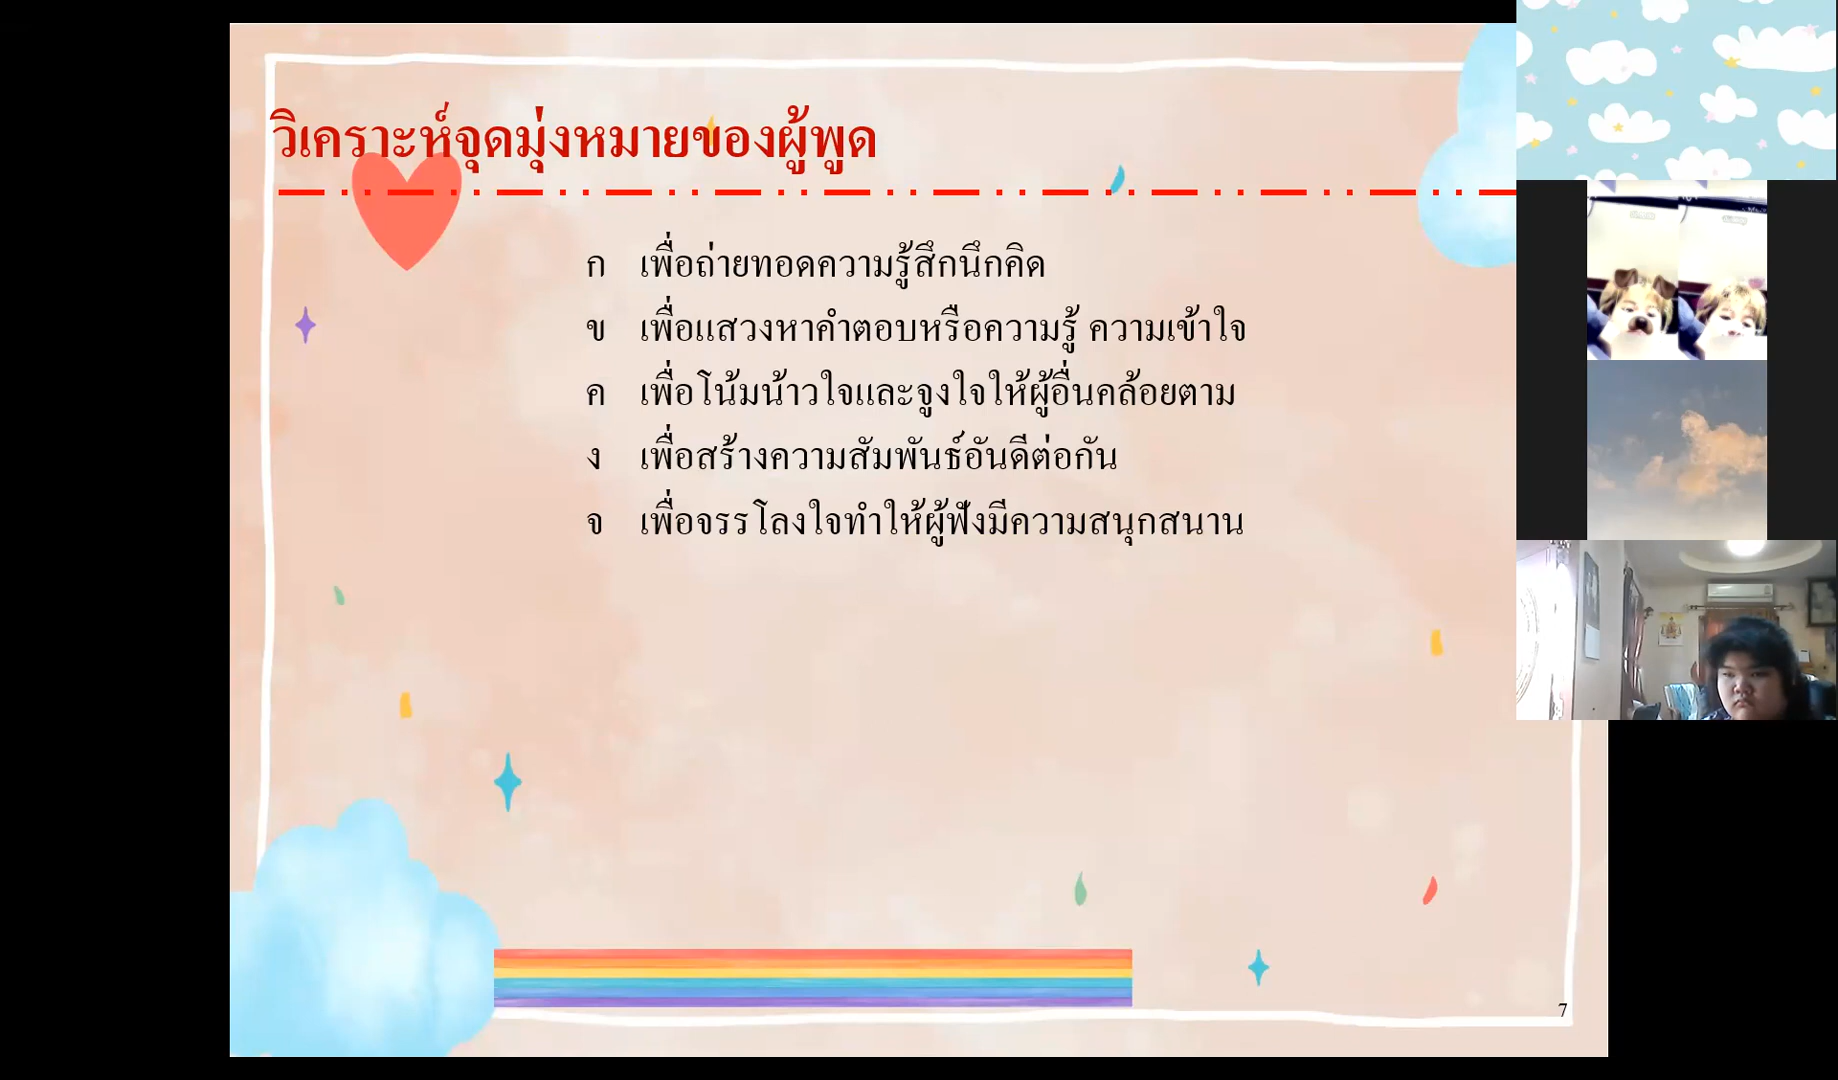 วิเคราะห์จุดมุ่งหมายของผู้พูด
ก เพื่อถ่ายทอดความรู้สึกนึกคิด
ข เพื่อแสวงหาคำตอบหรือความรู้ ความเข้าใจ
ค เพื่อโน้มน้าวใจและจูงใจให้ผู้อื่นคล้อยตาม
ง เพื่อสร้างความสัมพันธ์อันดีต่อกัน
จ เพื่อจรรโลงใจทำให้ผู้ฟังมีความสนุกสนาน
7